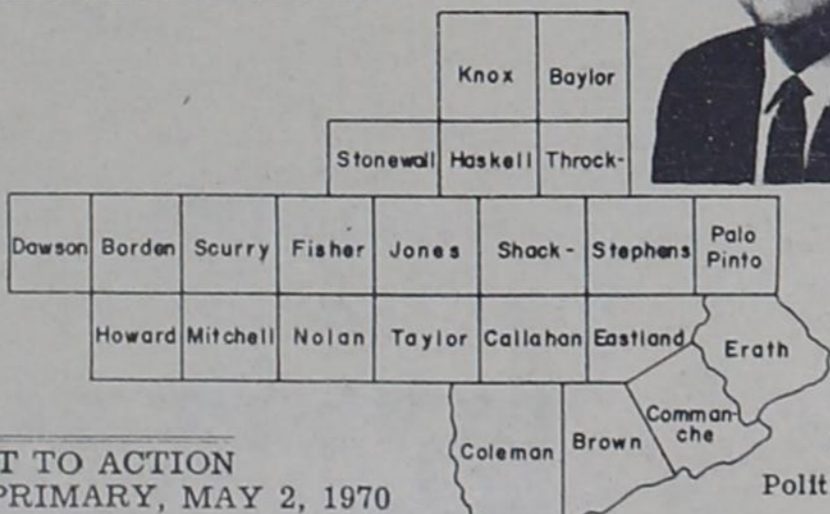 Knox Baylor
Stonewall Haskell Throck-
Dawson Borden Scurry Fisher Jones Shack- Stephens Palo
Pinto
Howard Mitchell Nolan Taylor Callahan Eastland Erath
Coleman Brown Comman-
che
T TO ACTION
PRIMARY, MAY 2, 1970
Polit